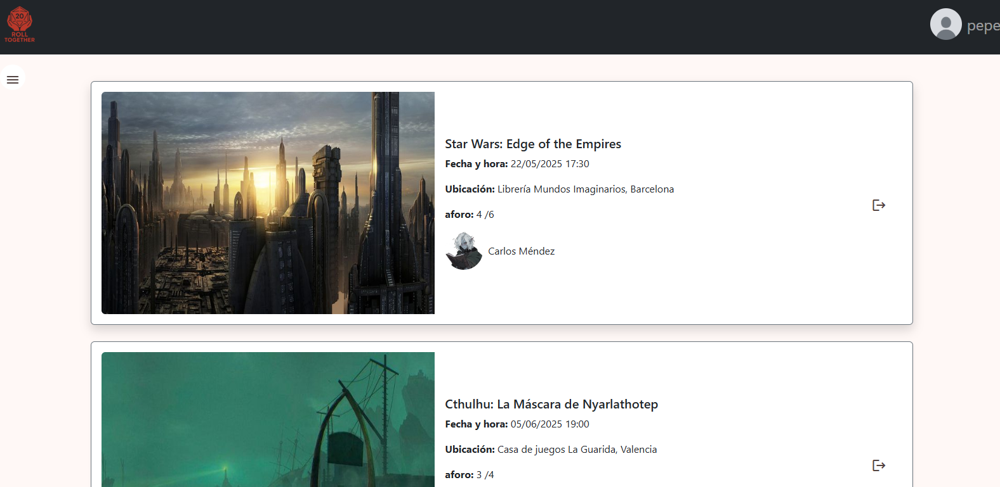 20
ROLL
TOGETHER
pepe
Star Wars: Edge of the Empires
Fecha y hora: 22/05/2025 17:30
Ubicación: Librería Mundos Imaginarios, Barcelona
aforo: 4 /6
Carlos Méndez
Cthulhu: La Máscara de Nyarlathotep
Fecha y hora: 05/06/2025 19:00
Ubicación: Casa de juegos La Guarida, Valencia
aforo: 3 /4